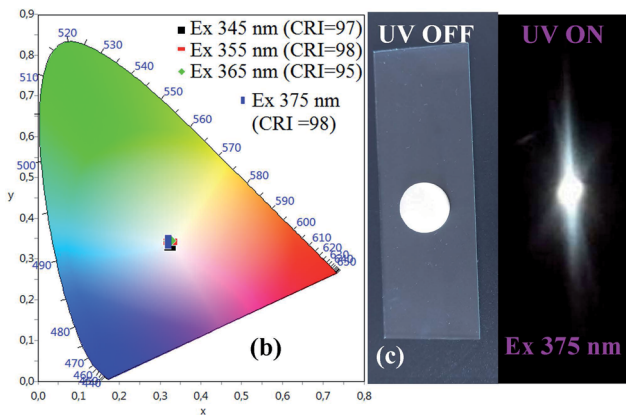 0,9
0,8
0,7
0,6
0,5
0,4
0,3
0,2
0,1
0,0
y
0,0 0,1 0,2 0,3 0,4 0,5 0,6 0,7 0,8
x
520
530
540
550
560
570
580
590
600
610
620
650
510
500
490
480
470
460
440
Ex 345 nm (CRI=97)
Ex 355 nm (CRI=98)
Ex 365 nm (CRI=95)
Ex 375 nm
(CRI =98)
(b)
UV OFF
(c)
UV ON
Ex 375 nm